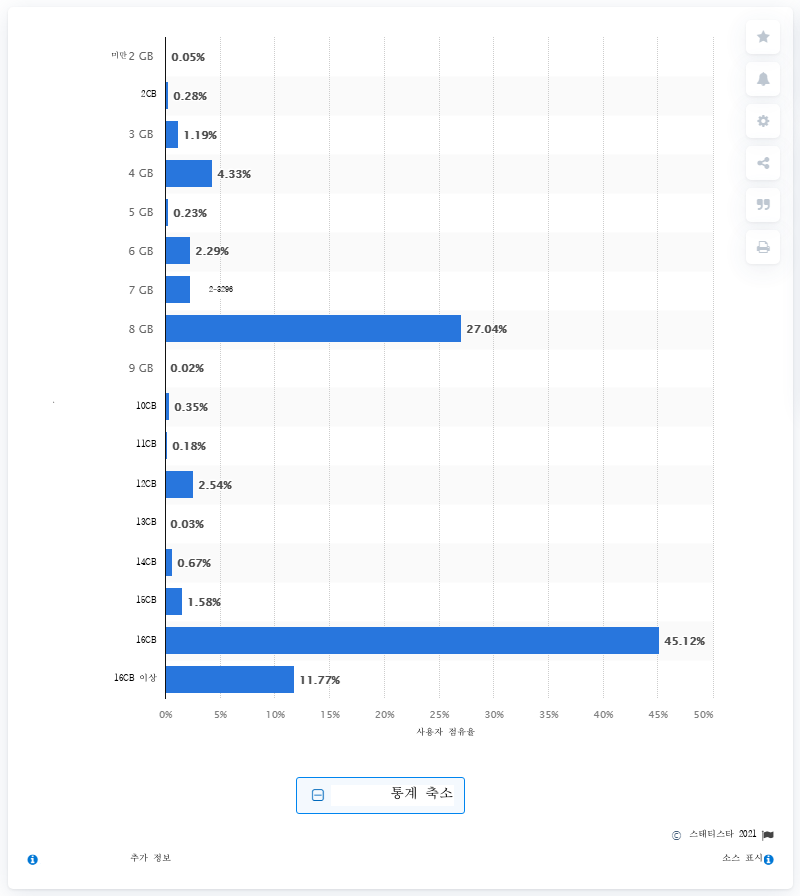 미만 2 GB 0.05%
2CB 0.28%
3 GB 1.19%
4 GB 4.33%
5 GB 0.23%
6 GB 2.29%
7 GB 2-3296
8 GB 27.04%
9 GB 0.02%
10CB 0.35%
11CB 0.18%
12CB 2.54%
13CB 0.03%
14CB 0.67%
15CB 1.58%
16CB 45.12%
16CB 이상 11.77%
0% 5% 10% 15% 20% 25% 30% 35% 40% 45% 50%
사용자 점유율
통계 축소
© 스태티스타 2021
추가 정보 소스 표시